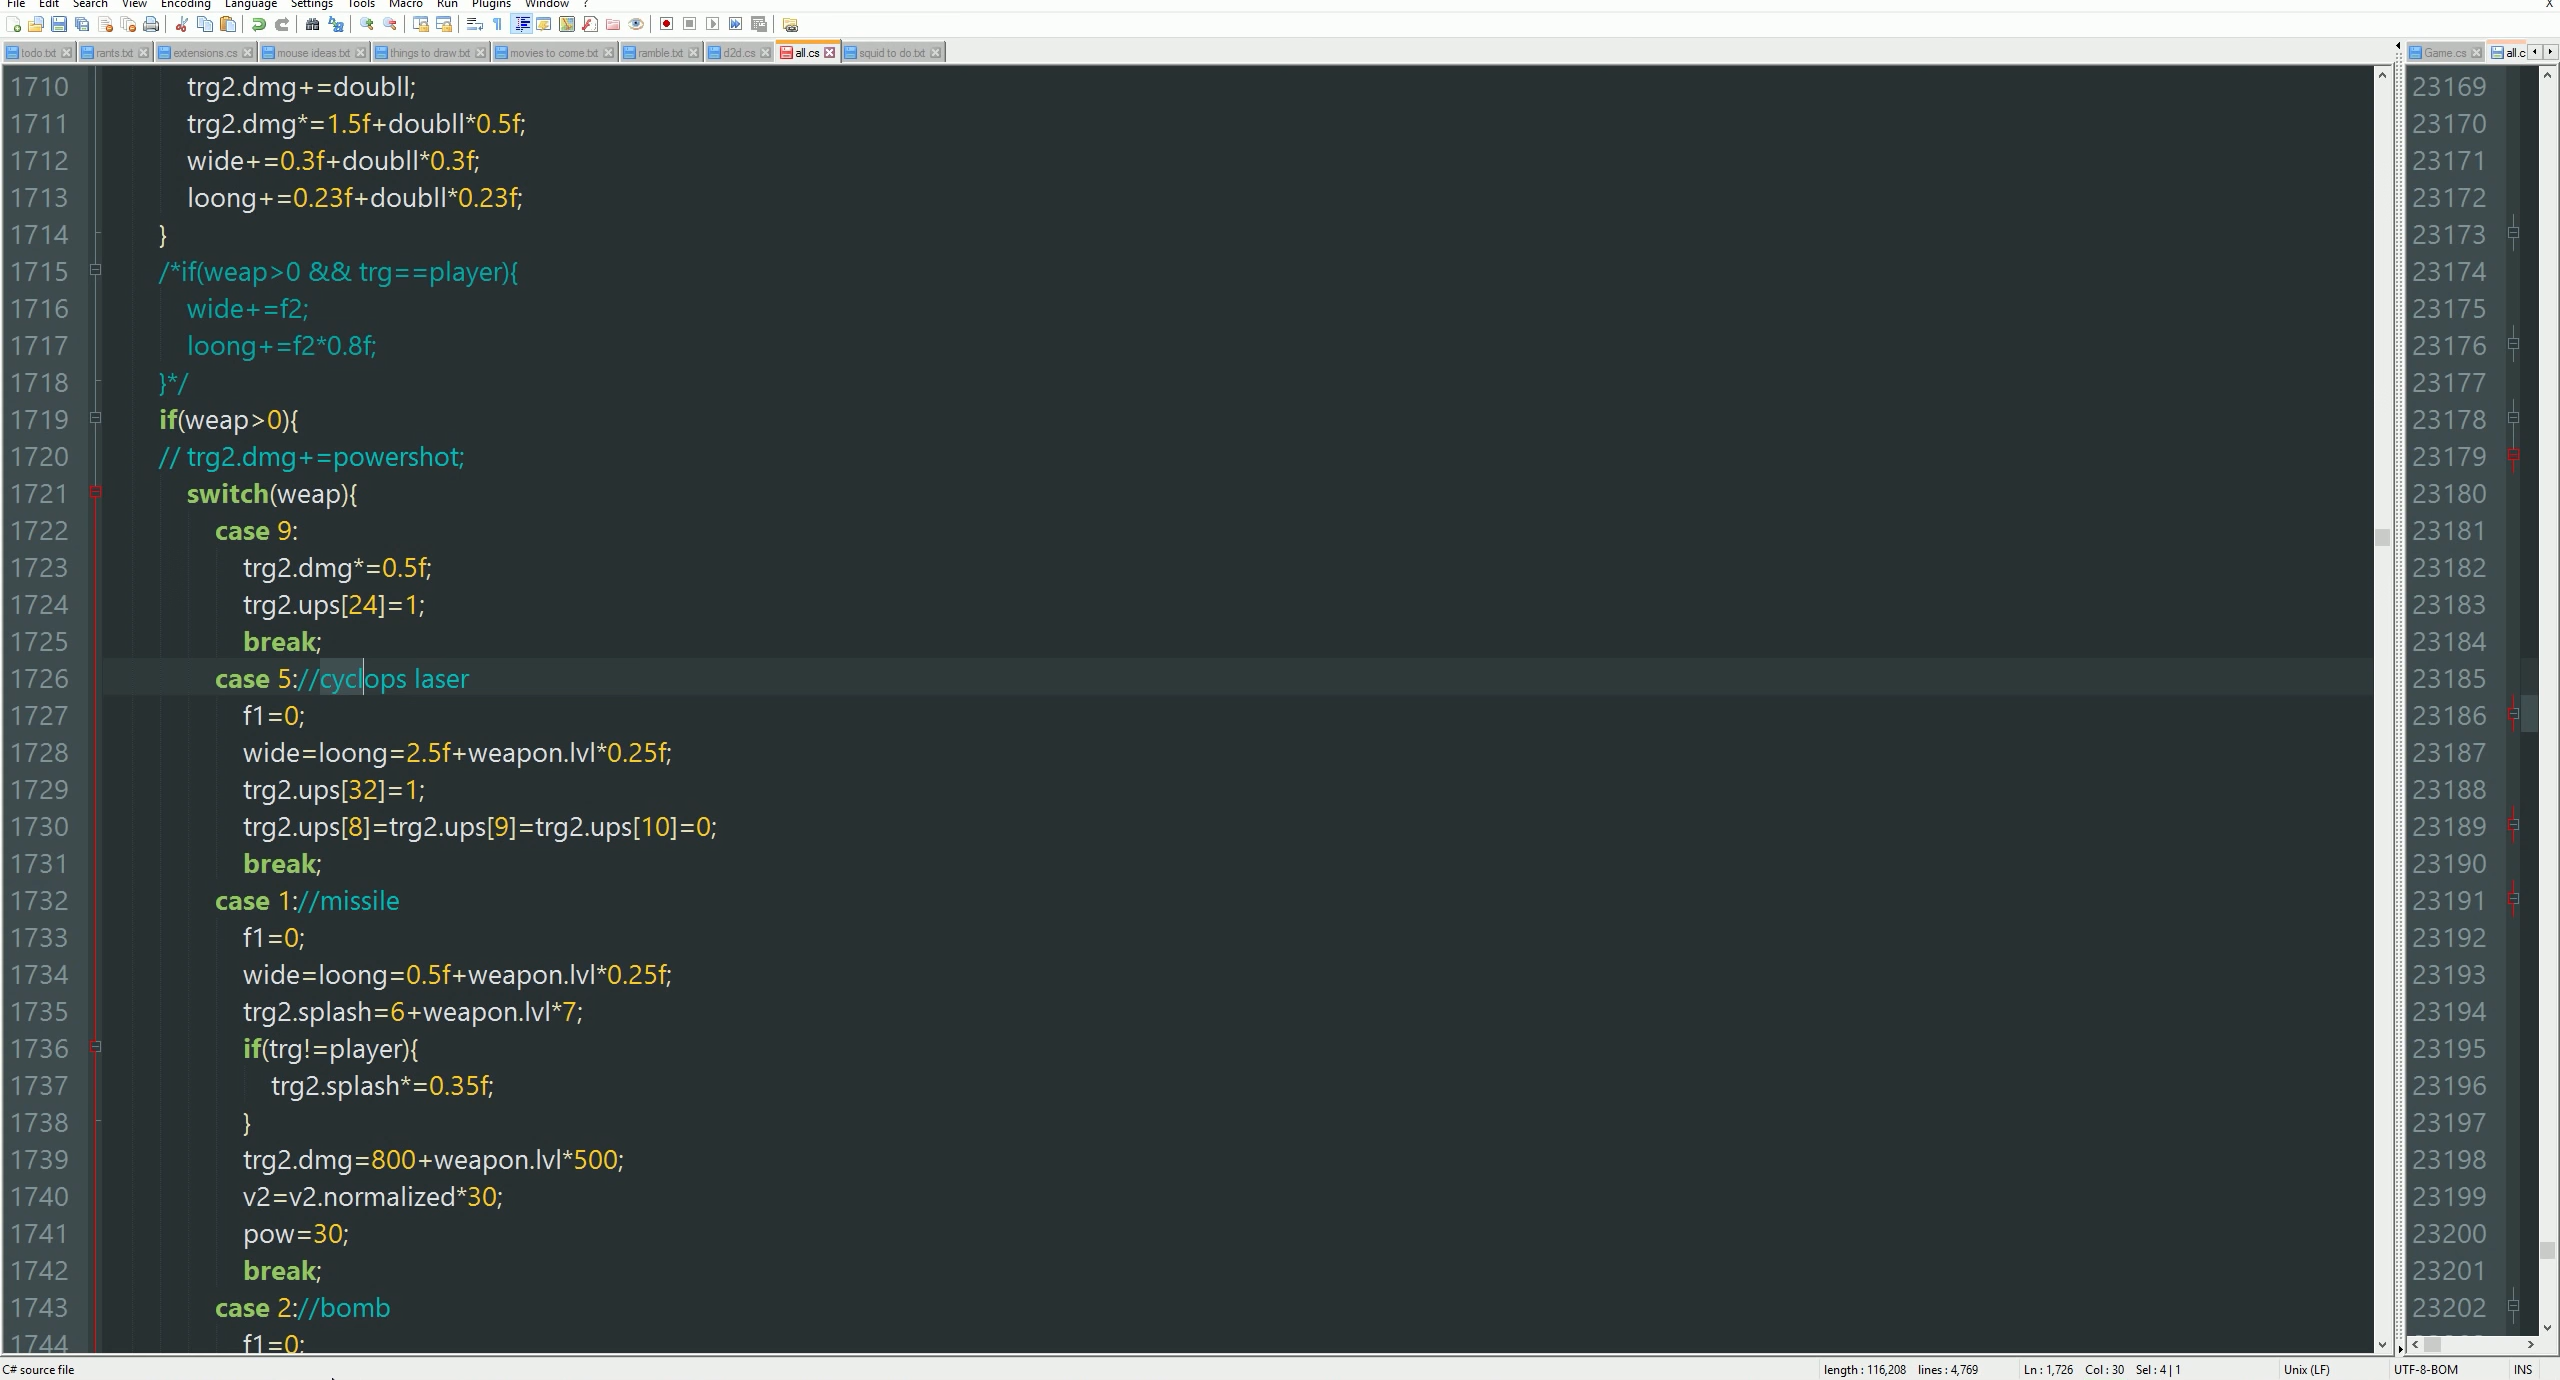 File Edit Search View Encoding Language Settings Tools Macro Run Plugins Window ? X
todo.txt rants.txt extensions.cs mouse ideas.txt things to draw.txt movies to come.txt ramble.txt d2d.cs all.cs squid to do.txt
Game.cs all.c
1710 trg2.dmg+=doubll;
1711 trg2.dmg*=1.5f+doubll*0.5f;
1712 wide+=0.3f+doubll*0.3f;
1713 loong+=0.23f+doubll*0.23f;
1714 }
1715 /*if(weap>0 && trg==player){
1716 wide+=f2;
1717 loong+=f2*0.8f;
1718 }*/
1719 if(weap>0){
1720 // trg2.dmg+=powershot;
1721 switch(weap){
1722 case 9:
1723 trg2.dmg*=0.5f;
1724 trg2.ups[24]=1;
1725 break;
1726 case 5://cyclops laser
1727 f1=0;
1728 wide=loong=2.5f+weapon.lvl*0.25f;
1729 trg2.ups[32]=1;
1730 trg2.ups[8]=trg2.ups[9]=trg2.ups[10]=0;
1731 break;
1732 case 1://missile
1733 f1=0;
1734 wide=loong=0.5f+weapon.lvl*0.25f;
1735 trg2.splash=6+weapon.lvl*7;
1736 if(trg!=player){
1737 trg2.splash*=0.35f;
1738 }
1739 trg2.dmg=800+weapon.lvl*500;
1740 v2=v2.normalized*30;
1741 pow=30;
1742 break;
1743 case 2://bomb
1744 f1=0;
23169
23170
23171
23172
23173
23174
23175
23176
23177
23178
23179
23180
23181
23182
23183
23184
23185
23186
23187
23188
23189
23190
23191
23192
23193
23194
23195
23196
23197
23198
23199
23200
23201
23202
C# source file length : 116,208 lines : 4,769 Ln : 1,726 Col : 30 Sel : 4 | 1 Unix (LF) UTF-8-BOM INS